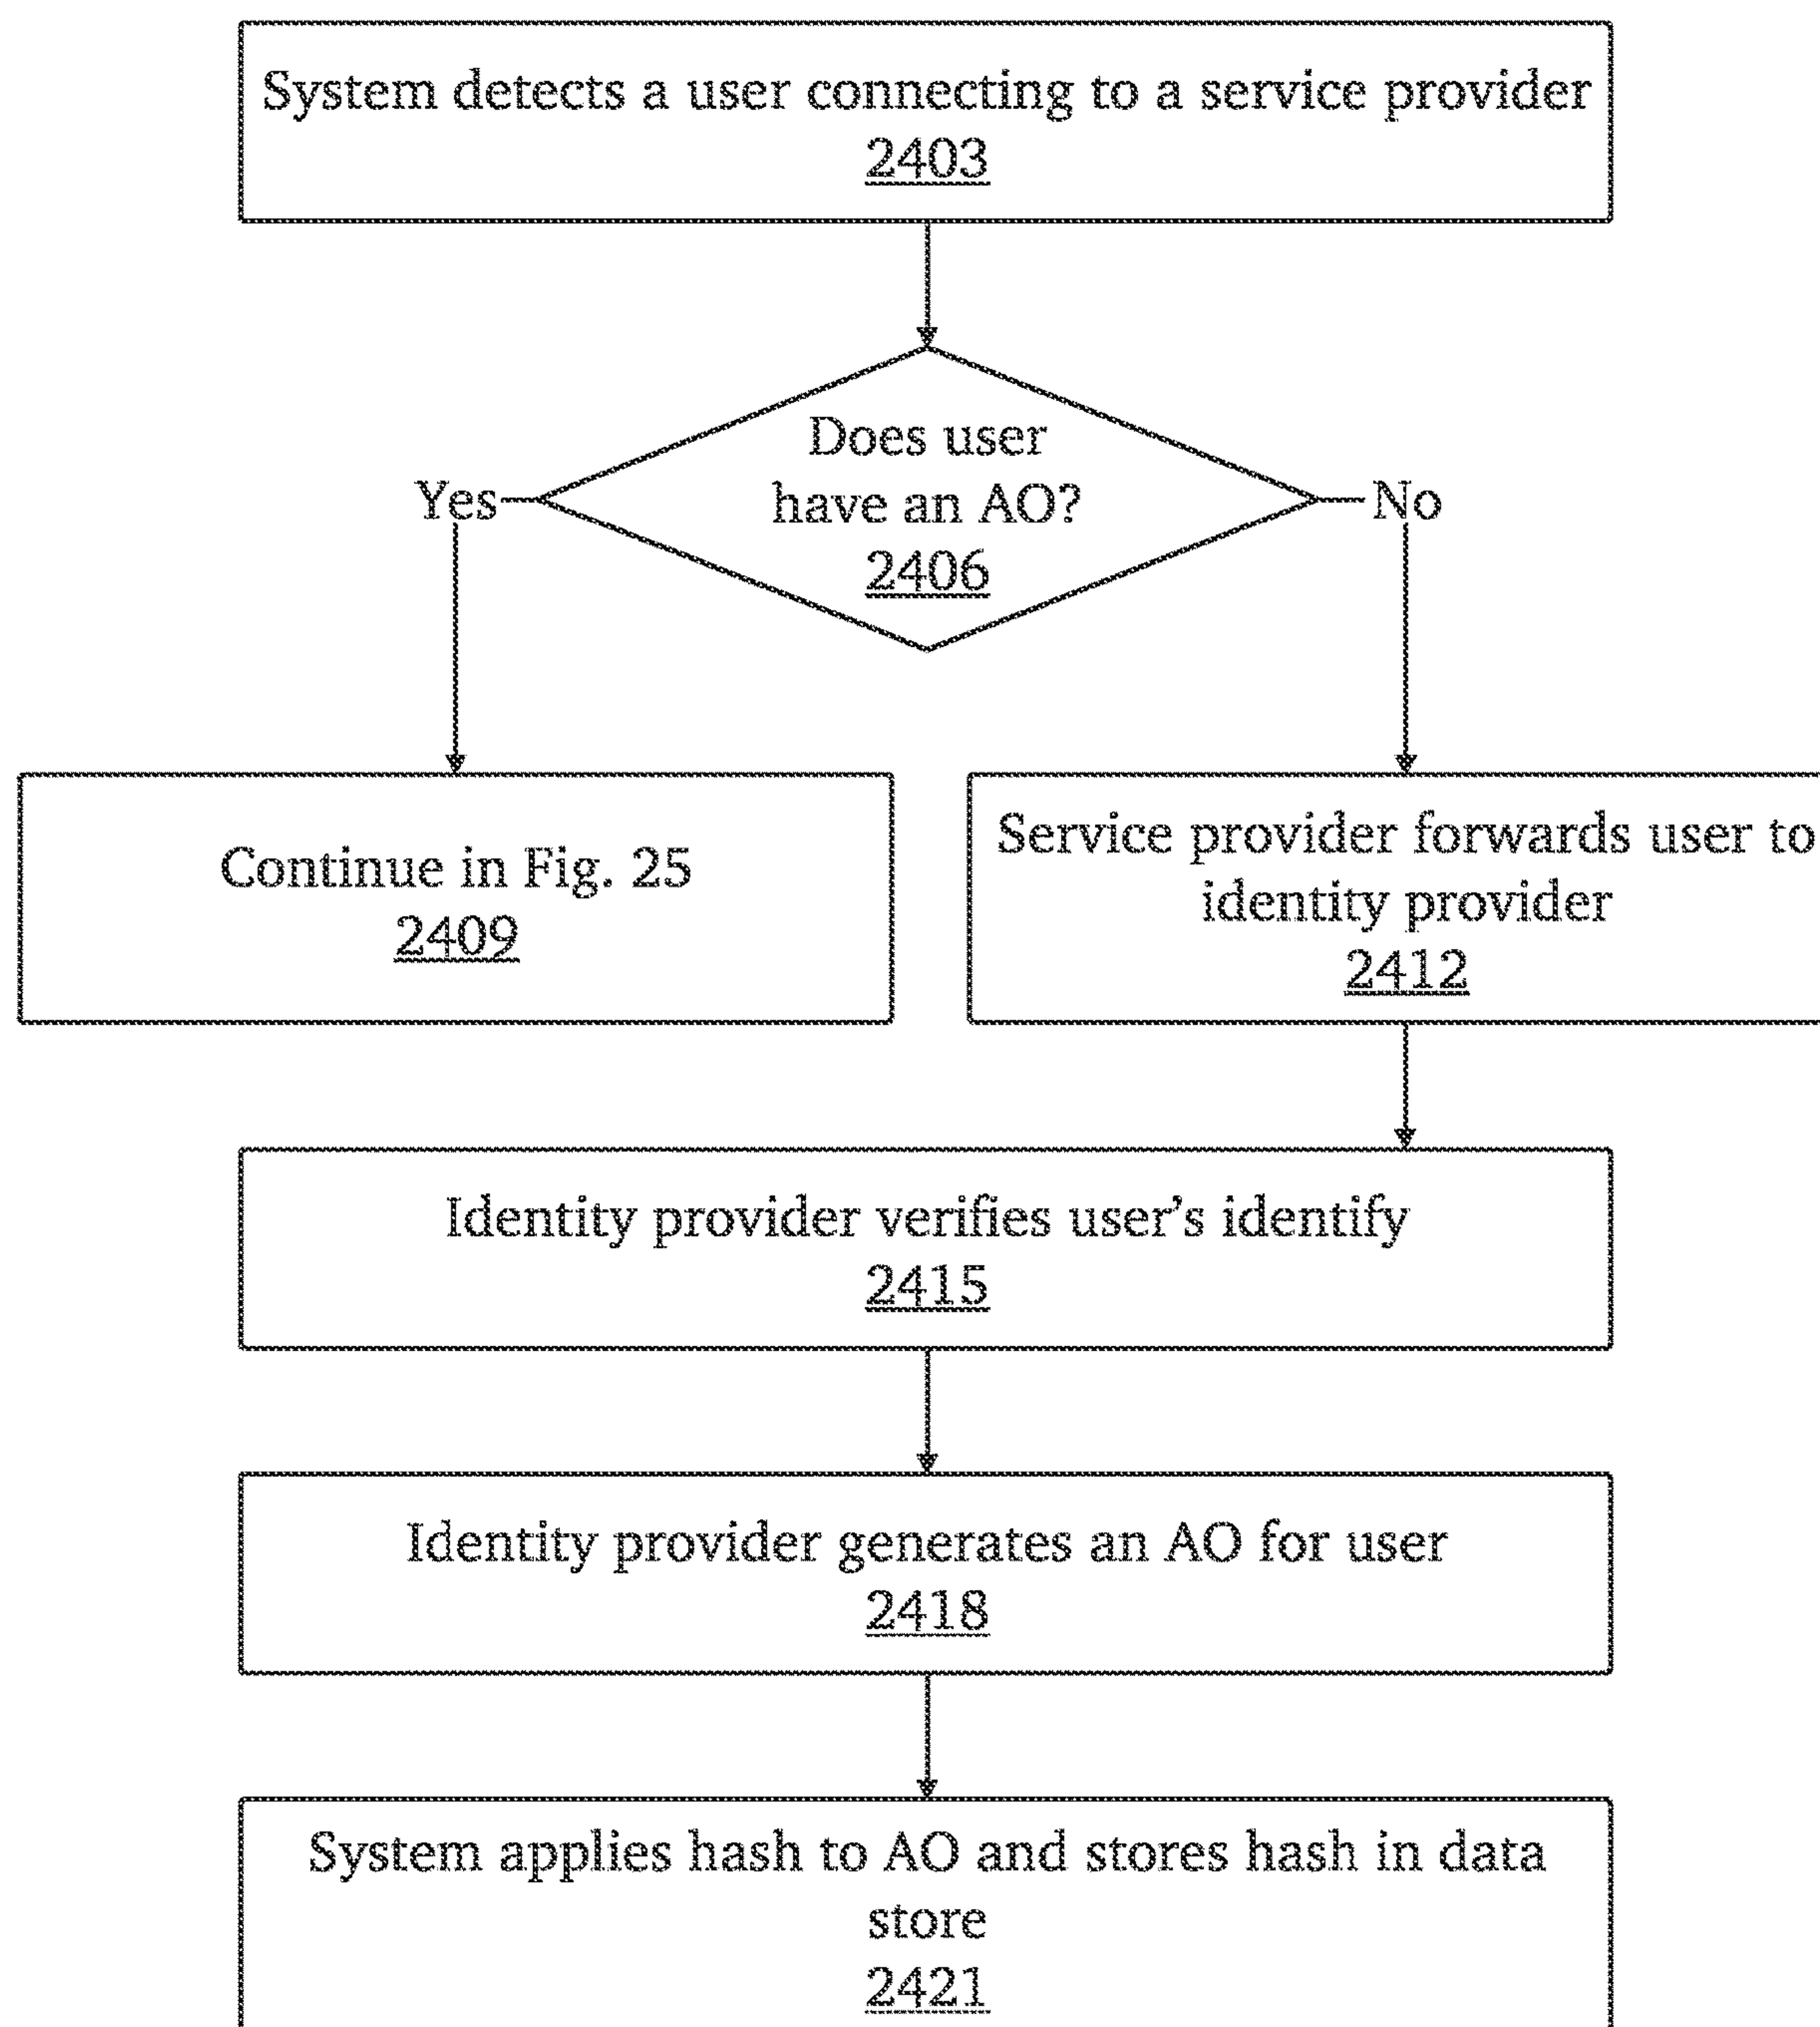 System detects a user connecting to a service provider
2403
Does user
have an AO?
2406
Yes
No
Continue in Fig. 25
2409
Service provider forwards user to
identity provider
2412
Identity provider verifies user's identify
2415
Identity provider generates an AO for user
2418
System applies hash to AO and stores hash in data
store
2421